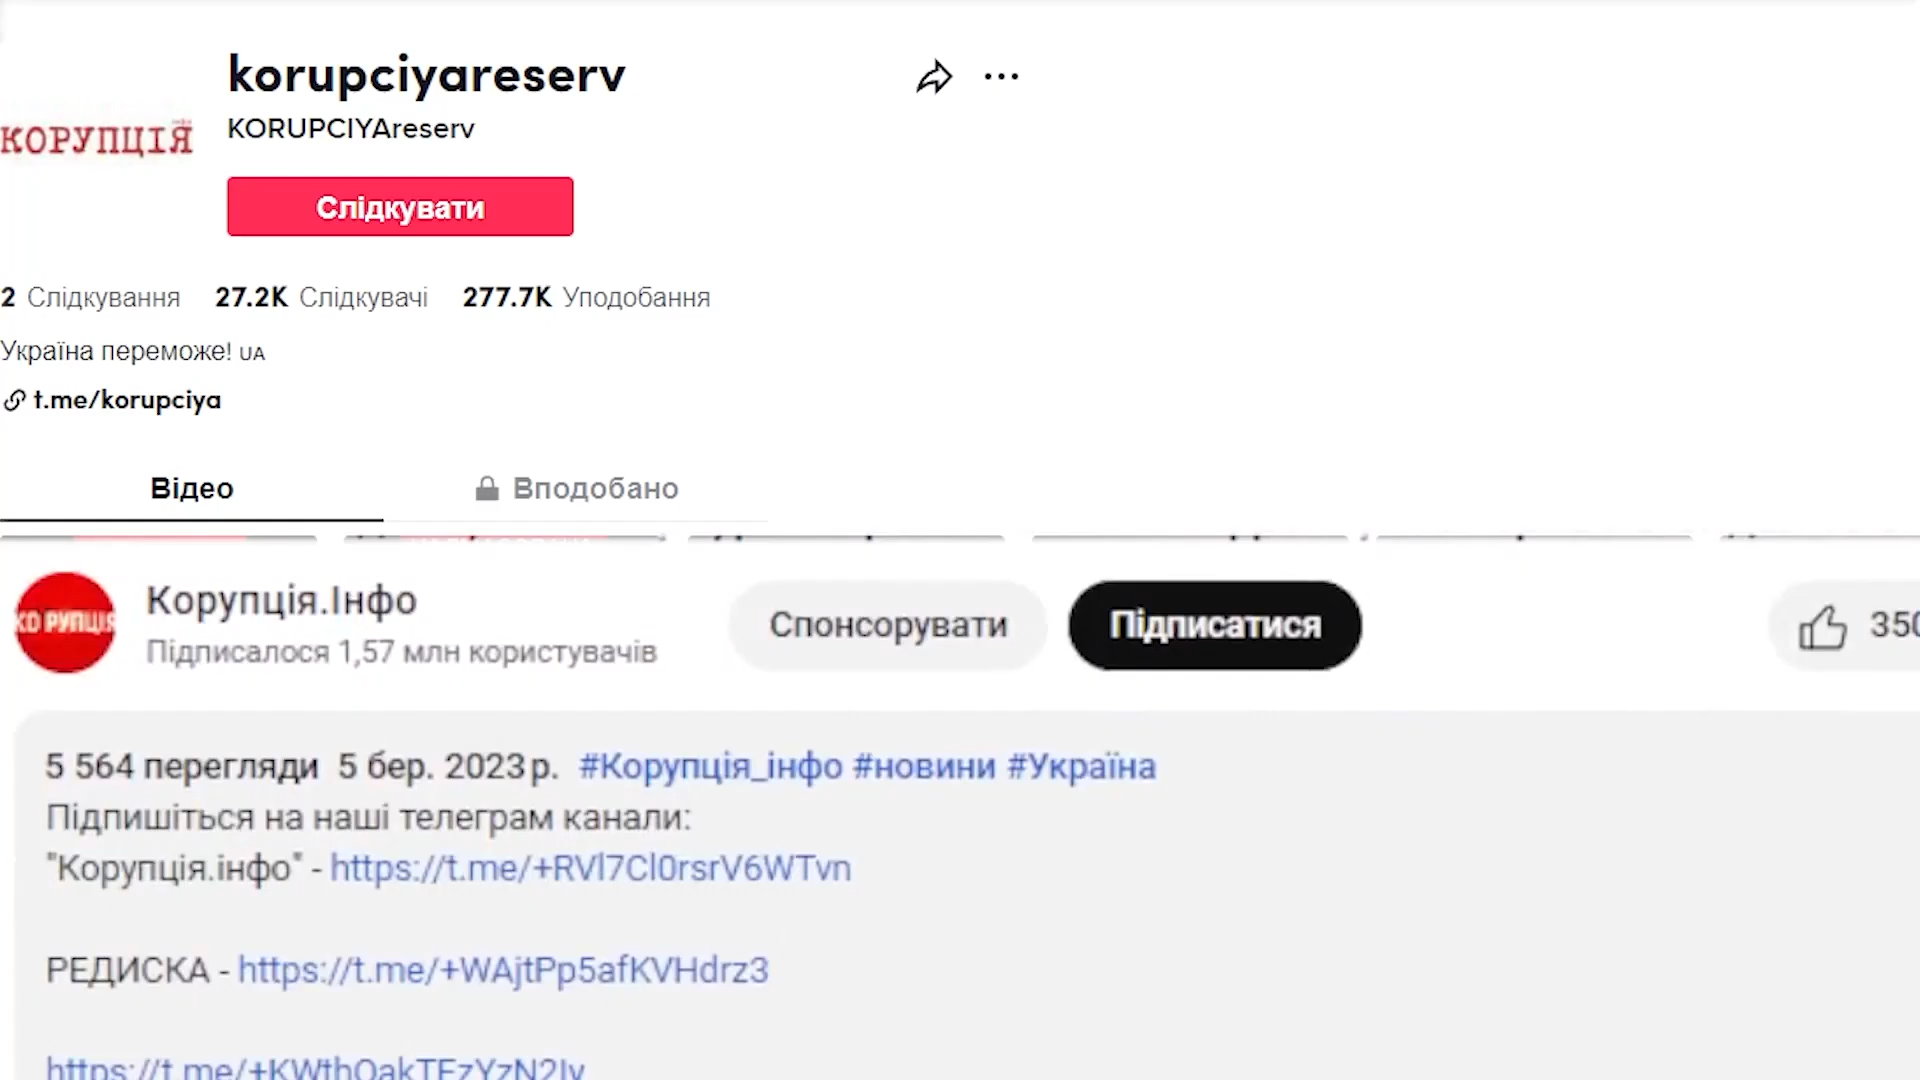 korupciyareserv
KORUPCIYAreserv
КОРУПЦІЯ
Слідкувати
2 Слідкування 27.2K Слідкувачі 277.7K Уподобання
Україна переможе! UA
t.me/korupciya
Відео Вподобано
КОРУПЦІЯ
Корупція.Інфо
Підписалося 1,57 млн користувачів
Спонсорувати
Підписатися
350
5 564 перегляди 5 бер. 2023 р. #Корупція_інфо #новини #Україна
Підпишіться на наші телеграм канали:
"Корупція.інфо" - https://t.me/+RVl7Cl0rsrV6WTvn
РЕДИСКА - https://t.me/+WAjtPp5afKVHdrz3